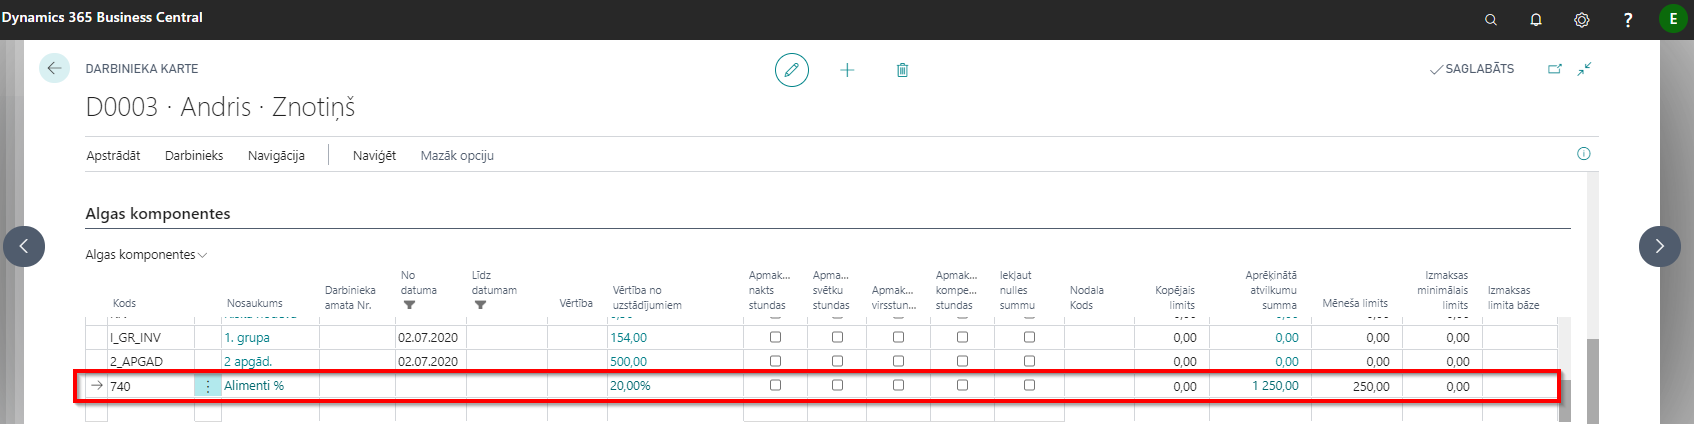 Dynamics 365 Business Central
?
E
DARBINIEKA KARTE
SAGLABĀTS
D0003 · Andris · Znotiņš
Apstrādāt Darbinieks Navigācija Naviģēt Mazāk opciju
Algas komponentes
Algas komponentes
Kods Nosaukums Darbinieka amata Nr. No datuma Līdz datumam Vērtība Vērtība no uzstādījumiem Apmak... nakts stundas Apma... svētku stundas Apmak... virsstun... Apmak... kompe... stundas Iekļaut nulles summu Nodala Kods Kopējais limits Aprēķinātā atvilkumu summa Mēneša limits Izmaksas minimālais limits Izmaksas limita bāze
I_GR_INV 1. grupa 02.07.2020 154,00 0,00 0,00 0,00 0,00
2_APGAD 2 apgād. 02.07.2020 500,00 0,00 0,00 0,00 0,00
740 Alimenti % 20,00% 0,00 1 250,00 250,00 0,00